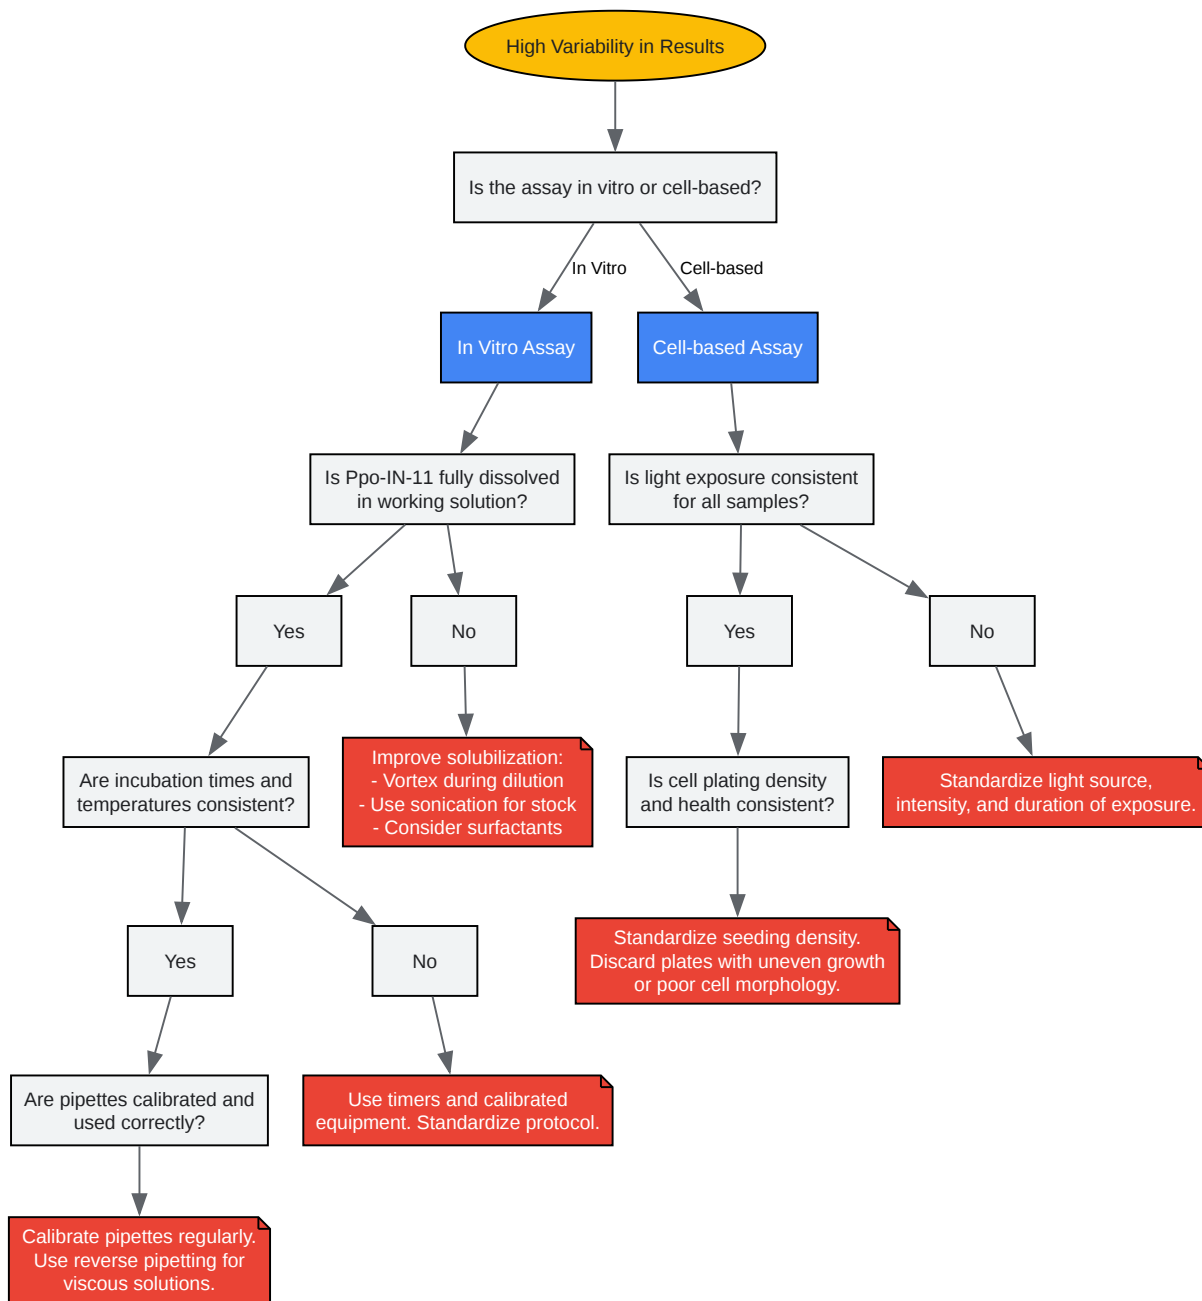 High Variability in Results
Is the assay in vitro or cell-based?
In Vitro
Cell-based
In Vitro Assay
Cell-based Assay
Is Ppo-IN-11 fully dissolved
in working solution?
Is light exposure consistent
for all samples?
Yes
No
Yes
No
Are incubation times and
temperatures consistent?
Improve solubilization:
- Vortex during dilution
- Use sonication for stock
- Consider surfactants
Is cell plating density
and health consistent?
Standardize light source,
intensity, and duration of exposure.
Yes
No
Standardize seeding density.
Discard plates with uneven growth
or poor cell morphology.
Are pipettes calibrated and
used correctly?
Use timers and calibrated
equipment. Standardize protocol.
Calibrate pipettes regularly.
Use reverse pipetting for
viscous solutions.